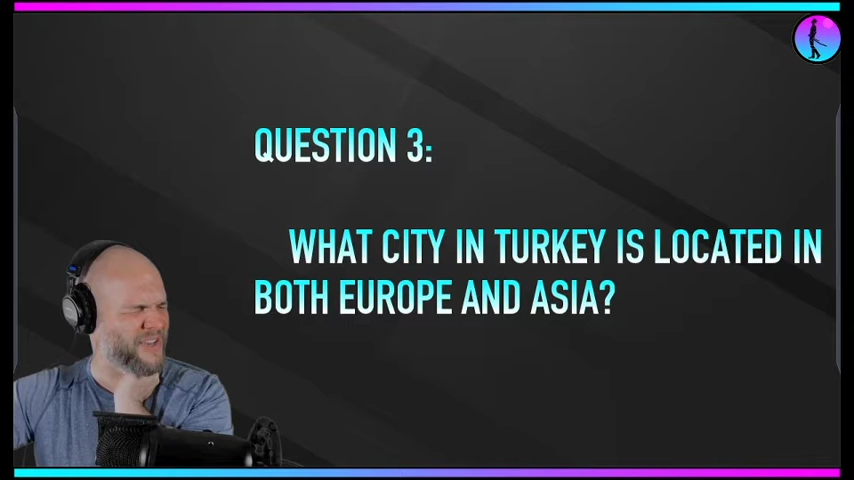 QUESTION 3:
WHAT CITY IN TURKEY IS LOCATED IN
BOTH EUROPE AND ASIA?